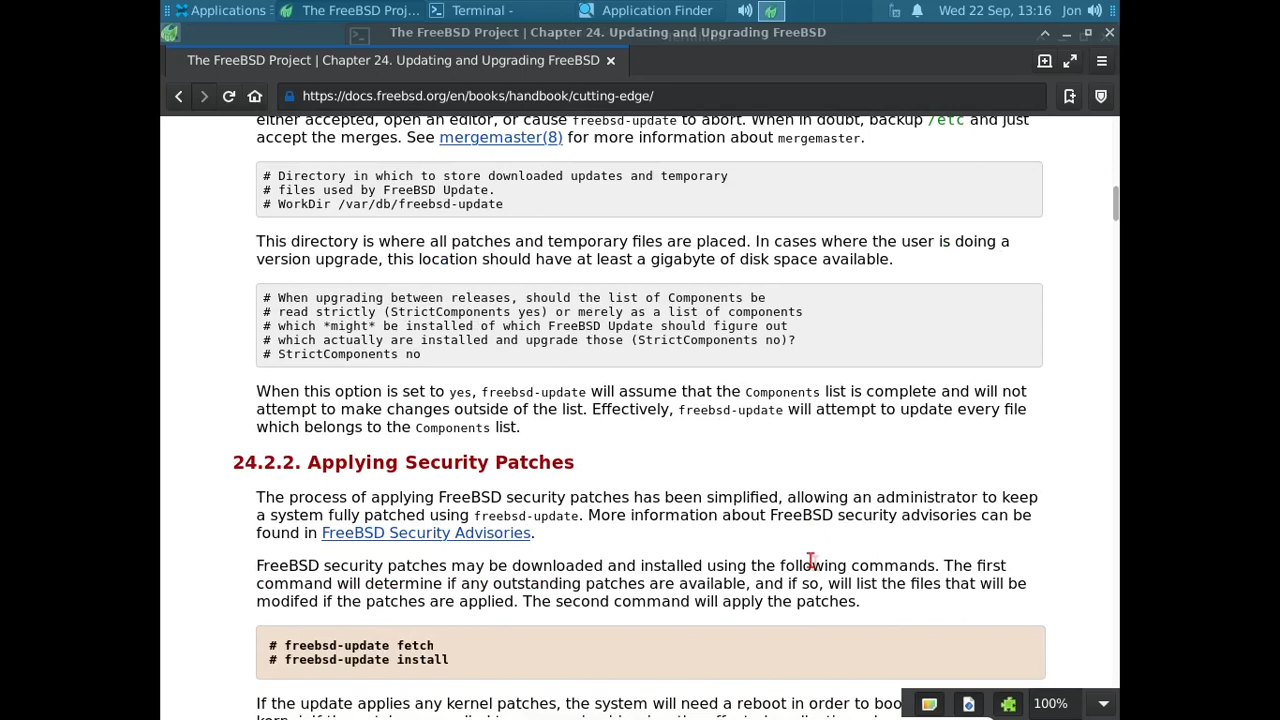 Applications
The FreeBSD Proj...
Terminal -
Application Finder
Wed 22 Sep, 13:16
Jon
The FreeBSD Project | Chapter 24. Updating and Upgrading FreeBSD
The FreeBSD Project | Chapter 24. Updating and Upgrading FreeBSD
https://docs.freebsd.org/en/books/handbook/cutting-edge/
either accepted, open an editor, or cause freebsd-update to abort. When in doubt, backup /etc and just
accept the merges. See mergemaster(8) for more information about mergemaster.
# Directory in which to store downloaded updates and temporary
# files used by FreeBSD Update.
# WorkDir /var/db/freebsd-update
This directory is where all patches and temporary files are placed. In cases where the user is doing a
version upgrade, this location should have at least a gigabyte of disk space available.
# When upgrading between releases, should the list of Components be
# read strictly (StrictComponents yes) or merely as a list of components
# which *might* be installed of which FreeBSD Update should figure out
# which actually are installed and upgrade those (StrictComponents no)?
# StrictComponents no
When this option is set to yes, freebsd-update will assume that the Components list is complete and will not
attempt to make changes outside of the list. Effectively, freebsd-update will attempt to update every file
which belongs to the Components list.
24.2.2. Applying Security Patches
The process of applying FreeBSD security patches has been simplified, allowing an administrator to keep
a system fully patched using freebsd-update. More information about FreeBSD security advisories can be
found in FreeBSD Security Advisories.
FreeBSD security patches may be downloaded and installed using the following commands. The first
command will determine if any outstanding patches are available, and if so, will list the files that will be
modifed if the patches are applied. The second command will apply the patches.
# freebsd-update fetch
# freebsd-update install
If the update applies any kernel patches, the system will need a reboot in order to boo
100%